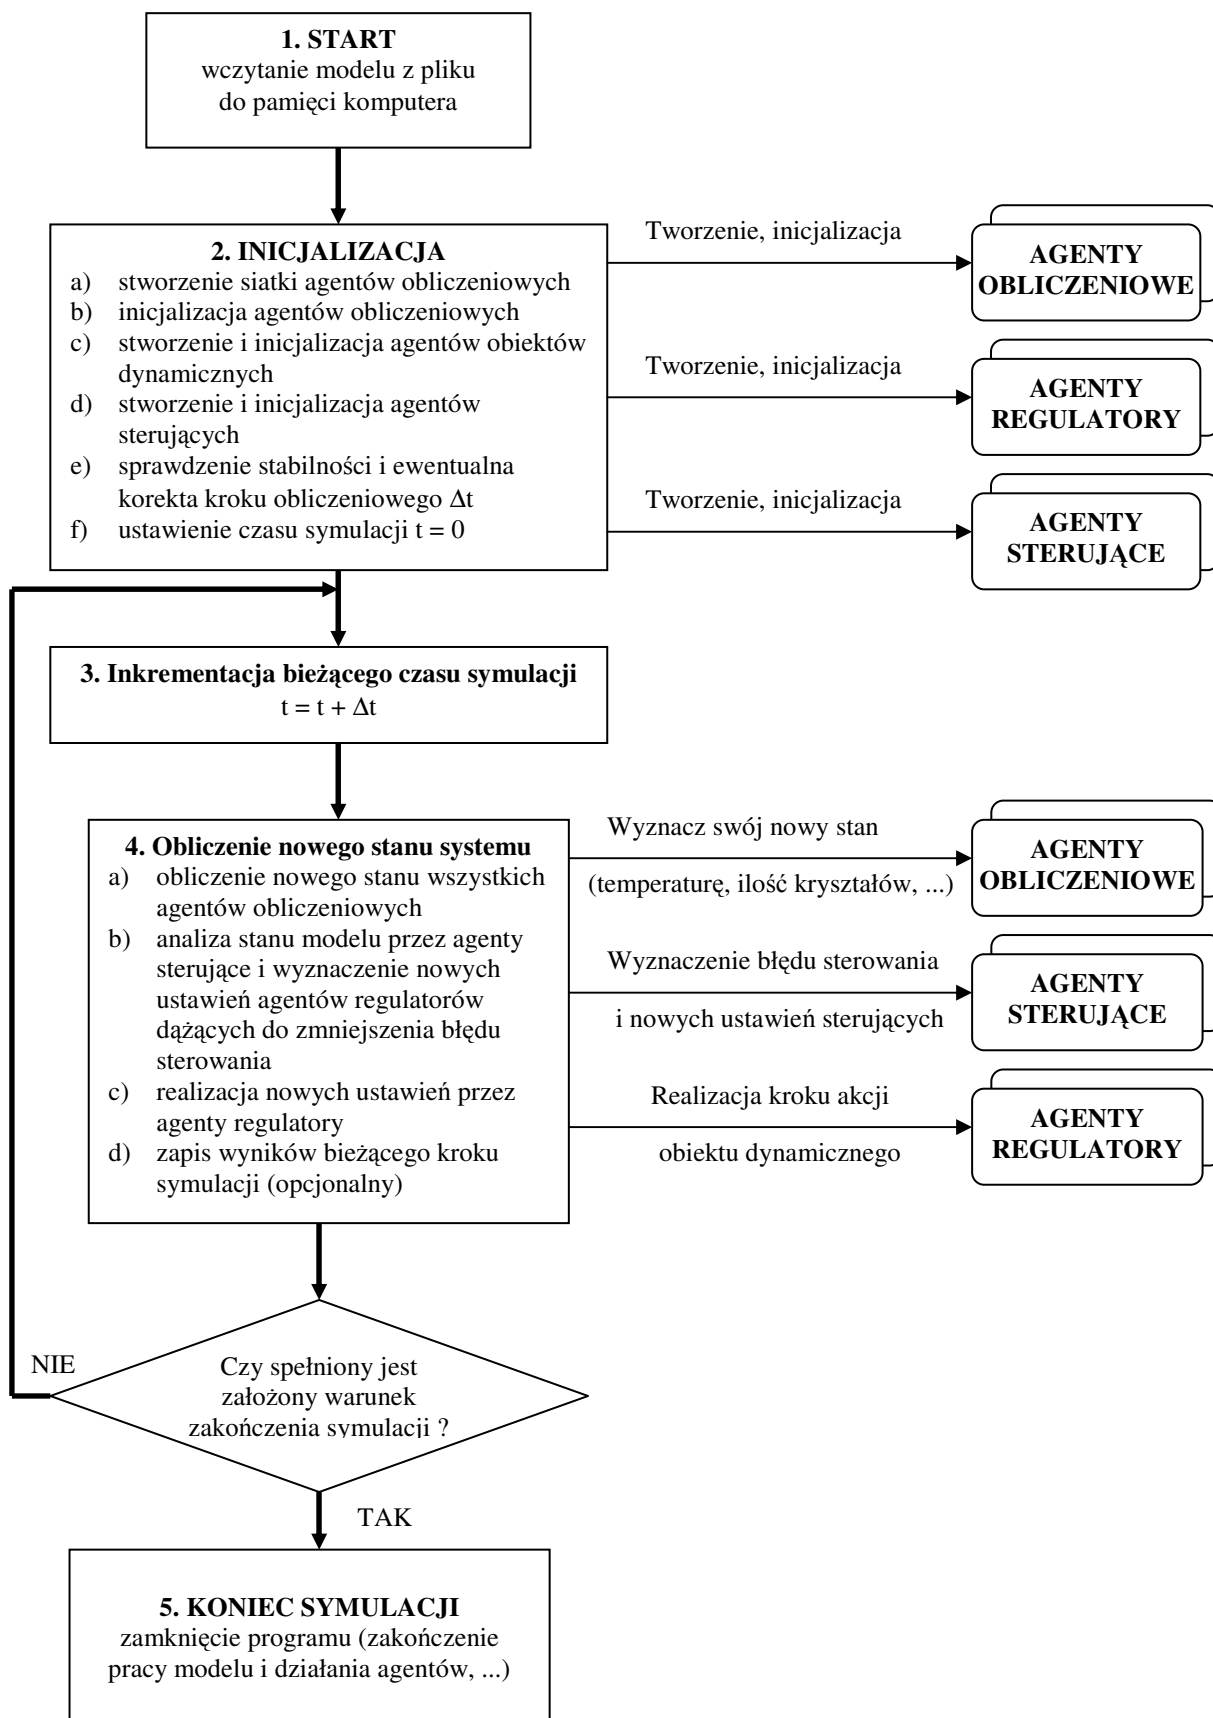 1. START
wczytanie modelu z pliku
do pamięci komputera
2. INICJALIZACJA
a) stworzenie siatki agentów obliczeniowych
b) inicjalizacja agentów obliczeniowych
c) stworzenie i inicjalizacja agentów obiektów
dynamicznych
d) stworzenie i inicjalizacja agentów
sterujących
e) sprawdzenie stabilności i ewentualna
korekta kroku obliczeniowego Δt
f) ustawienie czasu symulacji t = 0
Tworzenie, inicjalizacja
AGENTY
OBLICZENIOWE
Tworzenie, inicjalizacja
AGENTY
REGULATORY
Tworzenie, inicjalizacja
AGENTY
STERUJĄCE
3. Inkrementacja bieżącego czasu symulacji
t = t + Δt
4. Obliczenie nowego stanu systemu
a) obliczenie nowego stanu wszystkich
agentów obliczeniowych
b) analiza stanu modelu przez agenty
sterujące i wyznaczenie nowych
ustawień agentów regulatorów
dążących do zmniejszenia błędu
sterowania
c) realizacja nowych ustawień przez
agenty regulatory
d) zapis wyników bieżącego kroku
symulacji (opcjonalny)
Wyznacz swój nowy stan
(temperaturę, ilość kryształów, ...)
AGENTY
OBLICZENIOWE
Wyznaczenie błędu sterowania
i nowych ustawień sterujących
AGENTY
STERUJĄCE
Realizacja kroku akcji
obiektu dynamicznego
AGENTY
REGULATORY
NIE
Czy spełniony jest
założony warunek
zakończenia symulacji ?
TAK
5. KONIEC SYMULACJI
zamknięcie programu (zakończenie
pracy modelu i działania agentów, ...)